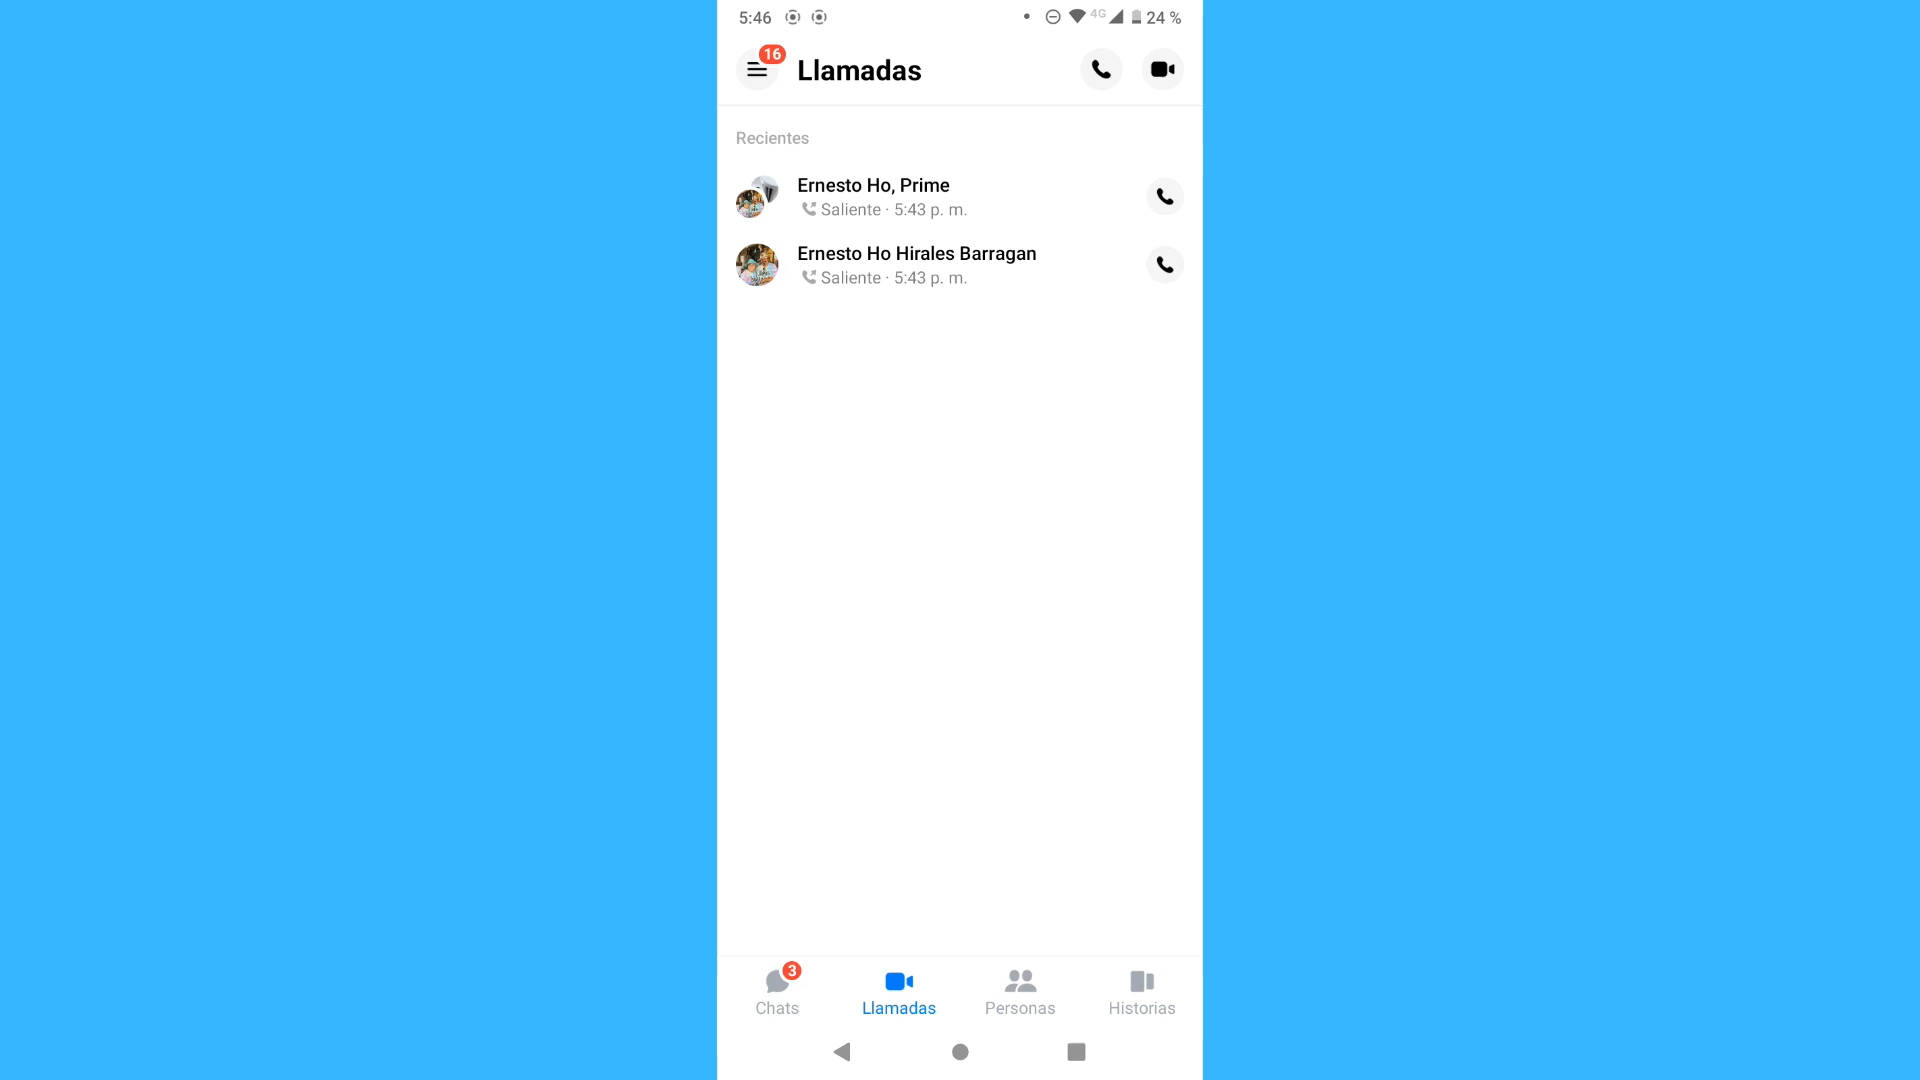 5:46 4G 24 %
16
Llamadas
Recientes
Ernesto Ho, Prime
Saliente · 5:43 p. m.
Ernesto Ho Hirales Barragan
Saliente · 5:43 p. m.
3
Chats Llamadas Personas Historias